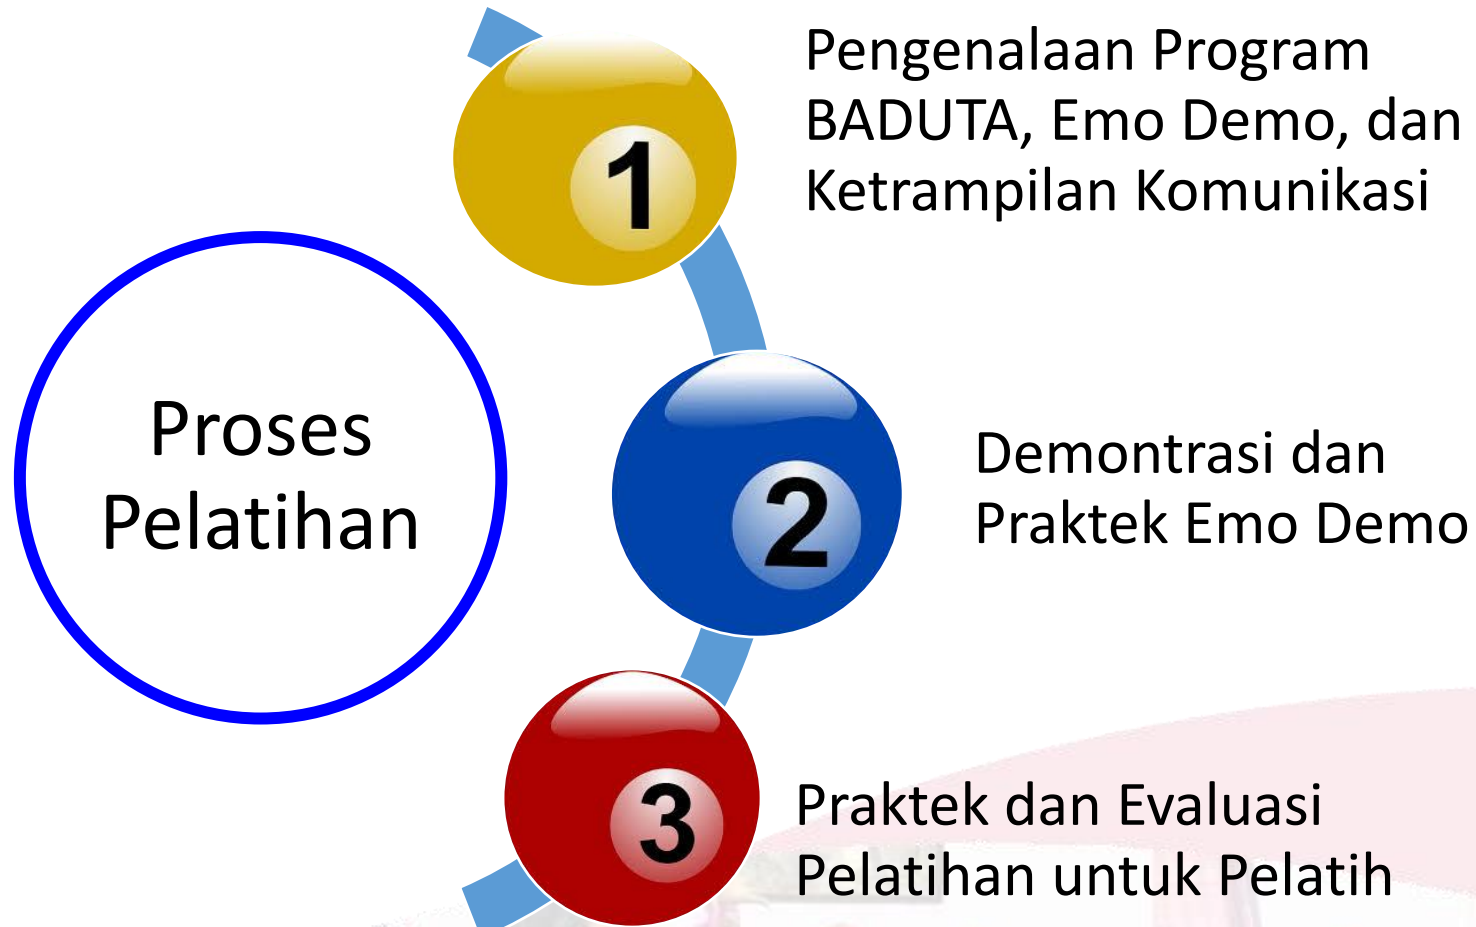 Proses
Pelatihan
1
Pengenalaan Program
BADUTA, Emo Demo, dan
Ketrampilan Komunikasi
2
Demontrasi dan
Praktek Emo Demo
3
Praktek dan Evaluasi
Pelatihan untuk Pelatih